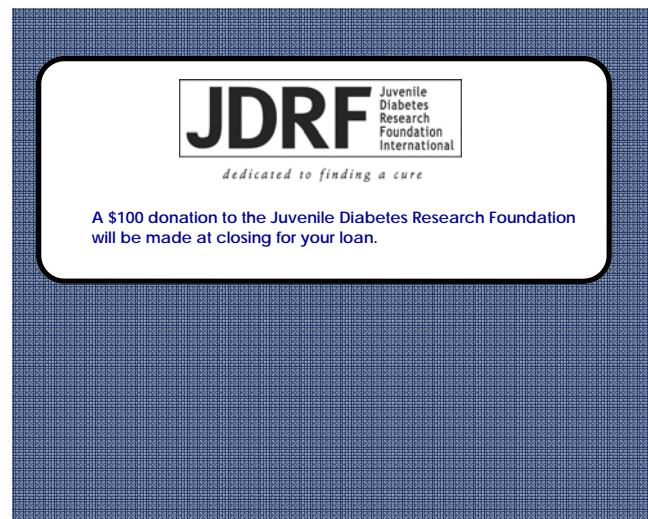 JDRF
Juvenile
Diabetes
Research
Foundation
International
dedicated to finding a cure
A $100 donation to the Juvenile Diabetes Research Foundation
will be made at closing for your loan.